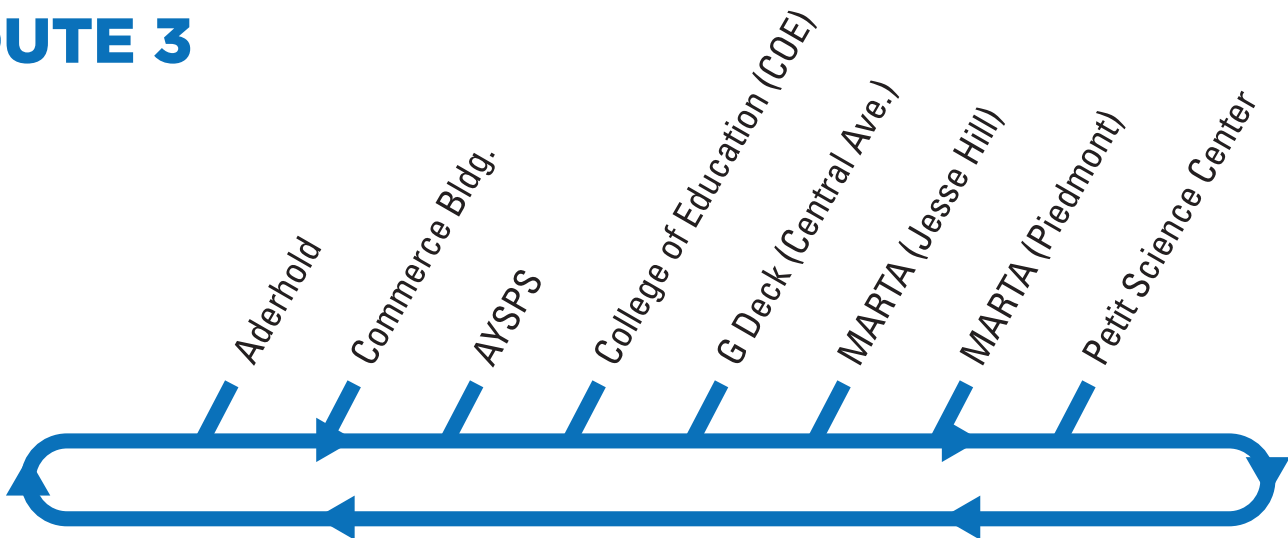 OUTE 3
Aderhold
Commerce Bldg.
AYSPS
College of Education (COE)
G Deck (Central Ave.)
MARTA (Jesse Hill)
MARTA (Piedmont)
Petit Science Center